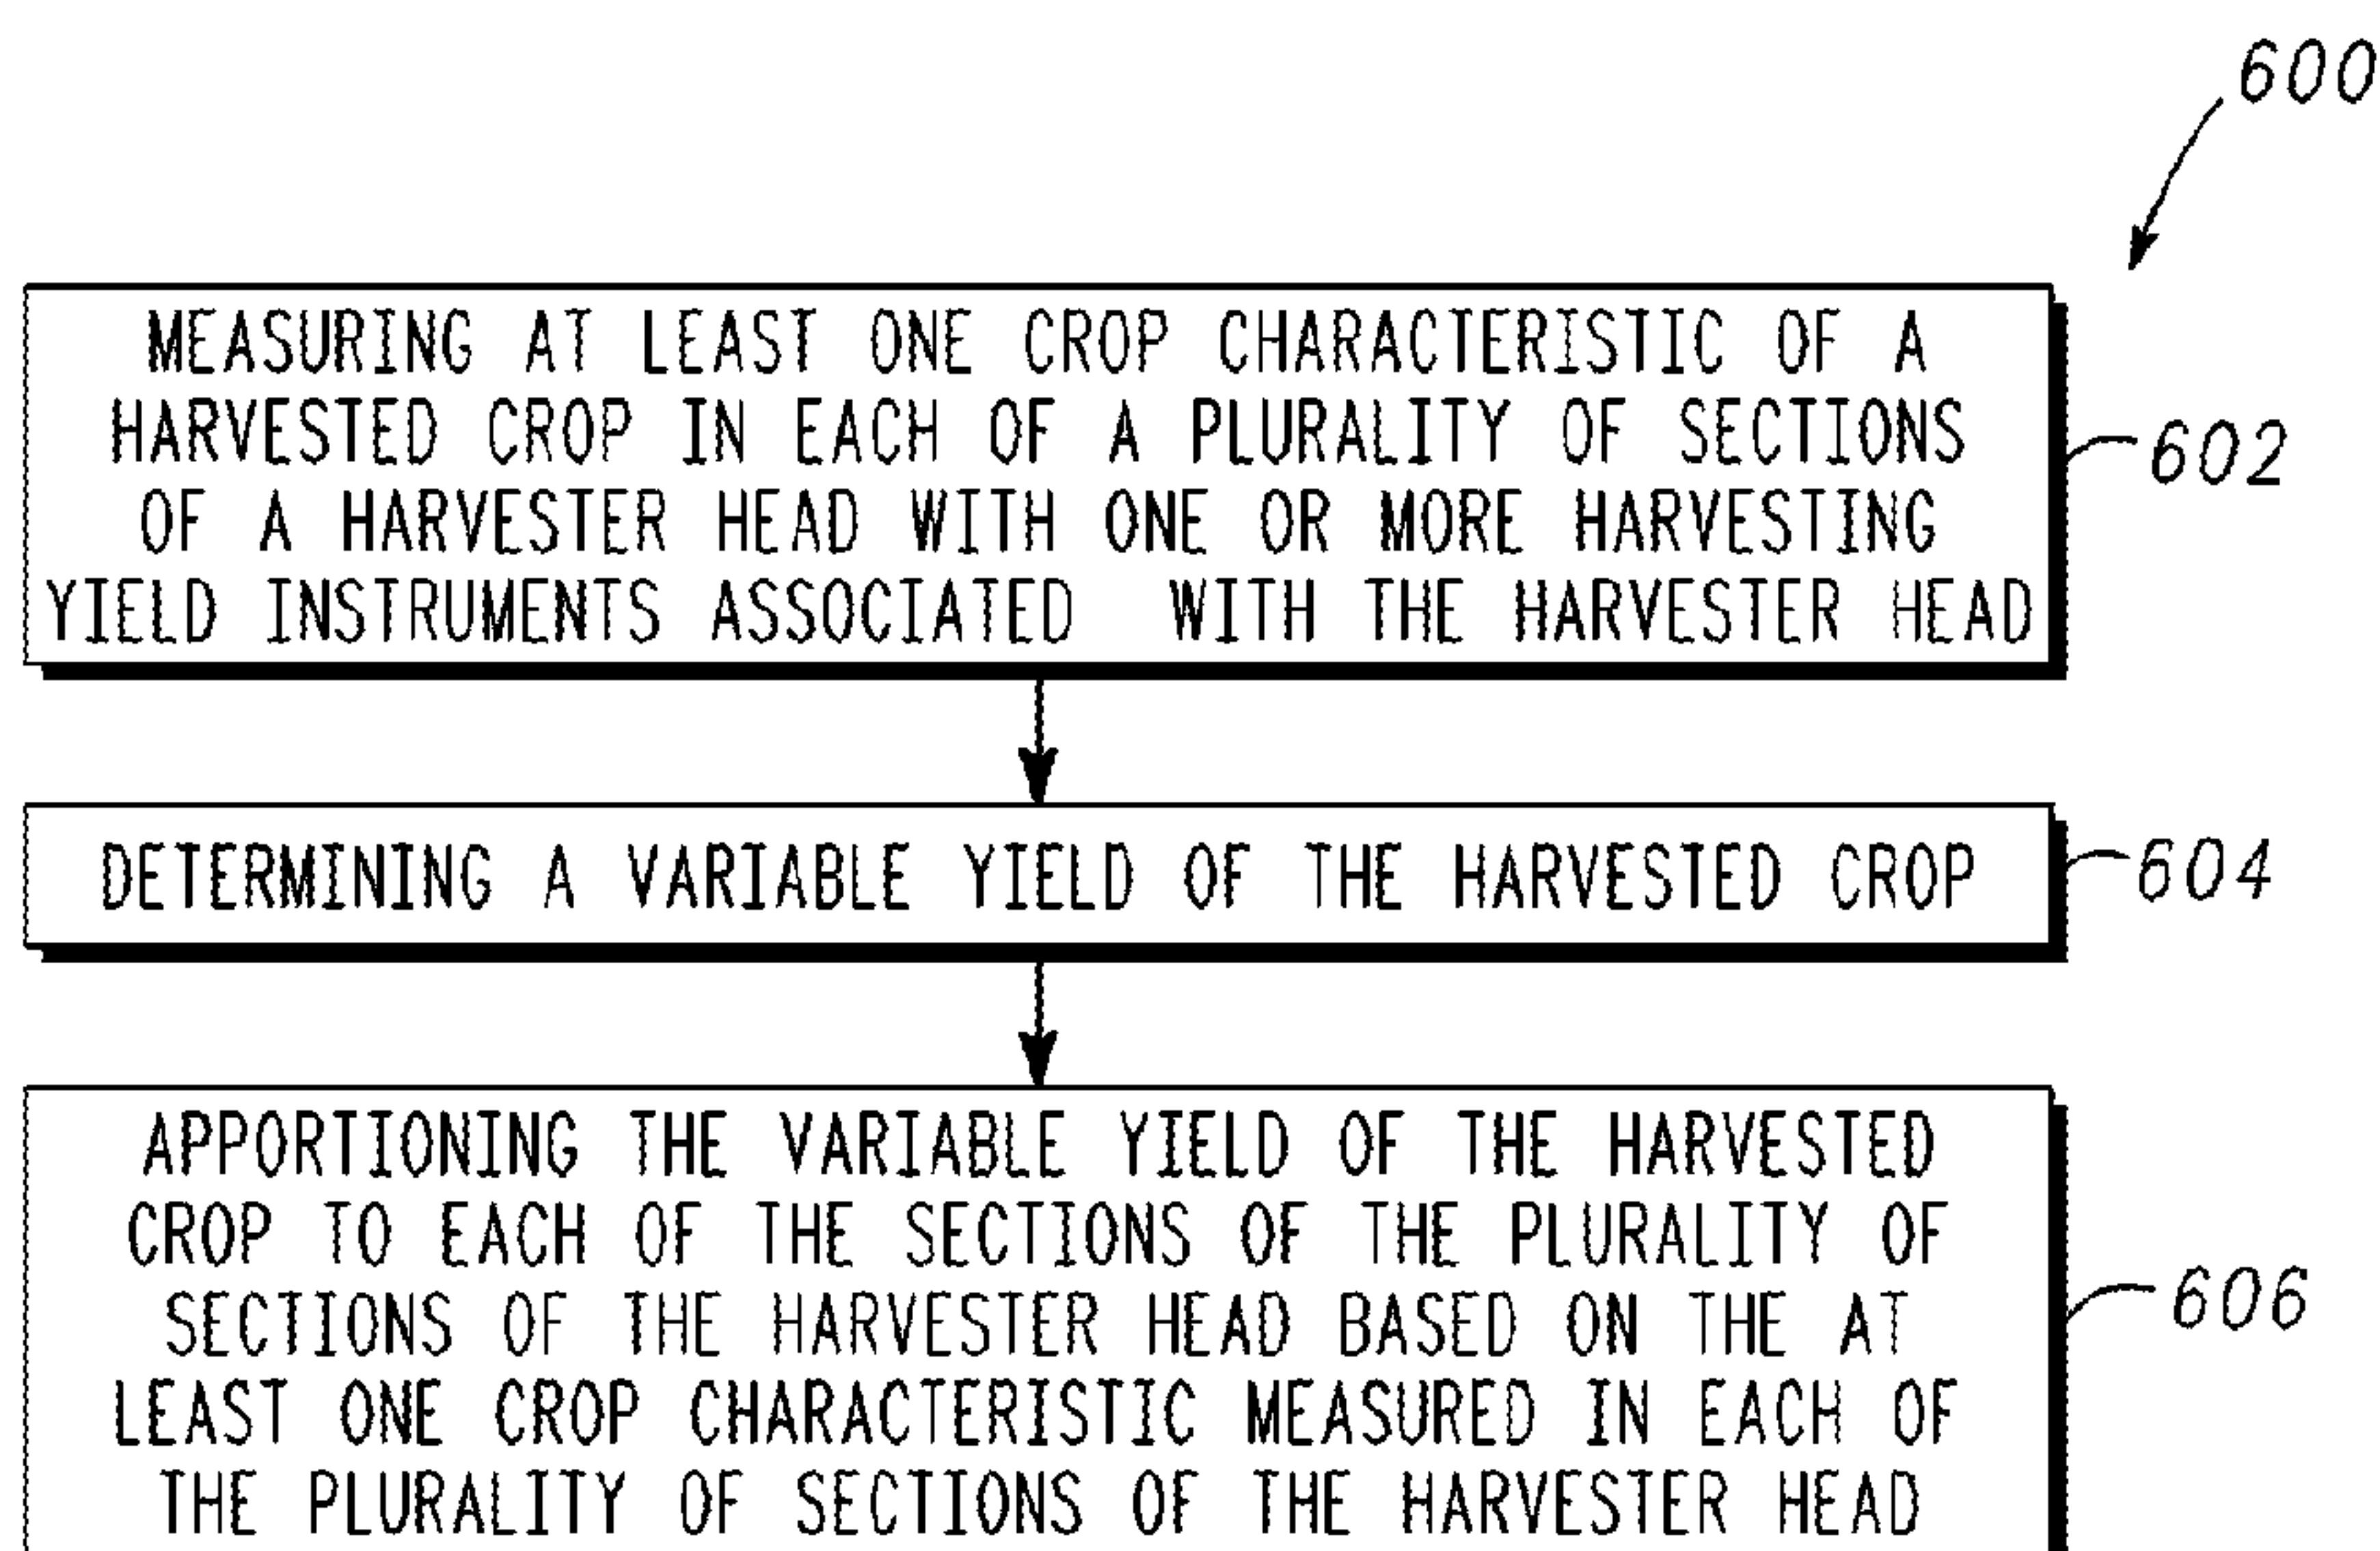 600
MEASURING AT LEAST ONE CROP CHARACTERISTIC OF A
HARVESTED CROP IN EACH OF A PLURALITY OF SECTIONS
OF A HARVESTER HEAD WITH ONE OR MORE HARVESTING
YIELD INSTRUMENTS ASSOCIATED WITH THE HARVESTER HEAD
602
DETERMINING A VARIABLE YIELD OF THE HARVESTED CROP
604
APPORTIONING THE VARIABLE YIELD OF THE HARVESTED
CROP TO EACH OF THE SECTIONS OF THE PLURALITY OF
SECTIONS OF THE HARVESTER HEAD BASED ON THE AT
LEAST ONE CROP CHARACTERISTIC MEASURED IN EACH OF
THE PLURALITY OF SECTIONS OF THE HARVESTER HEAD
606